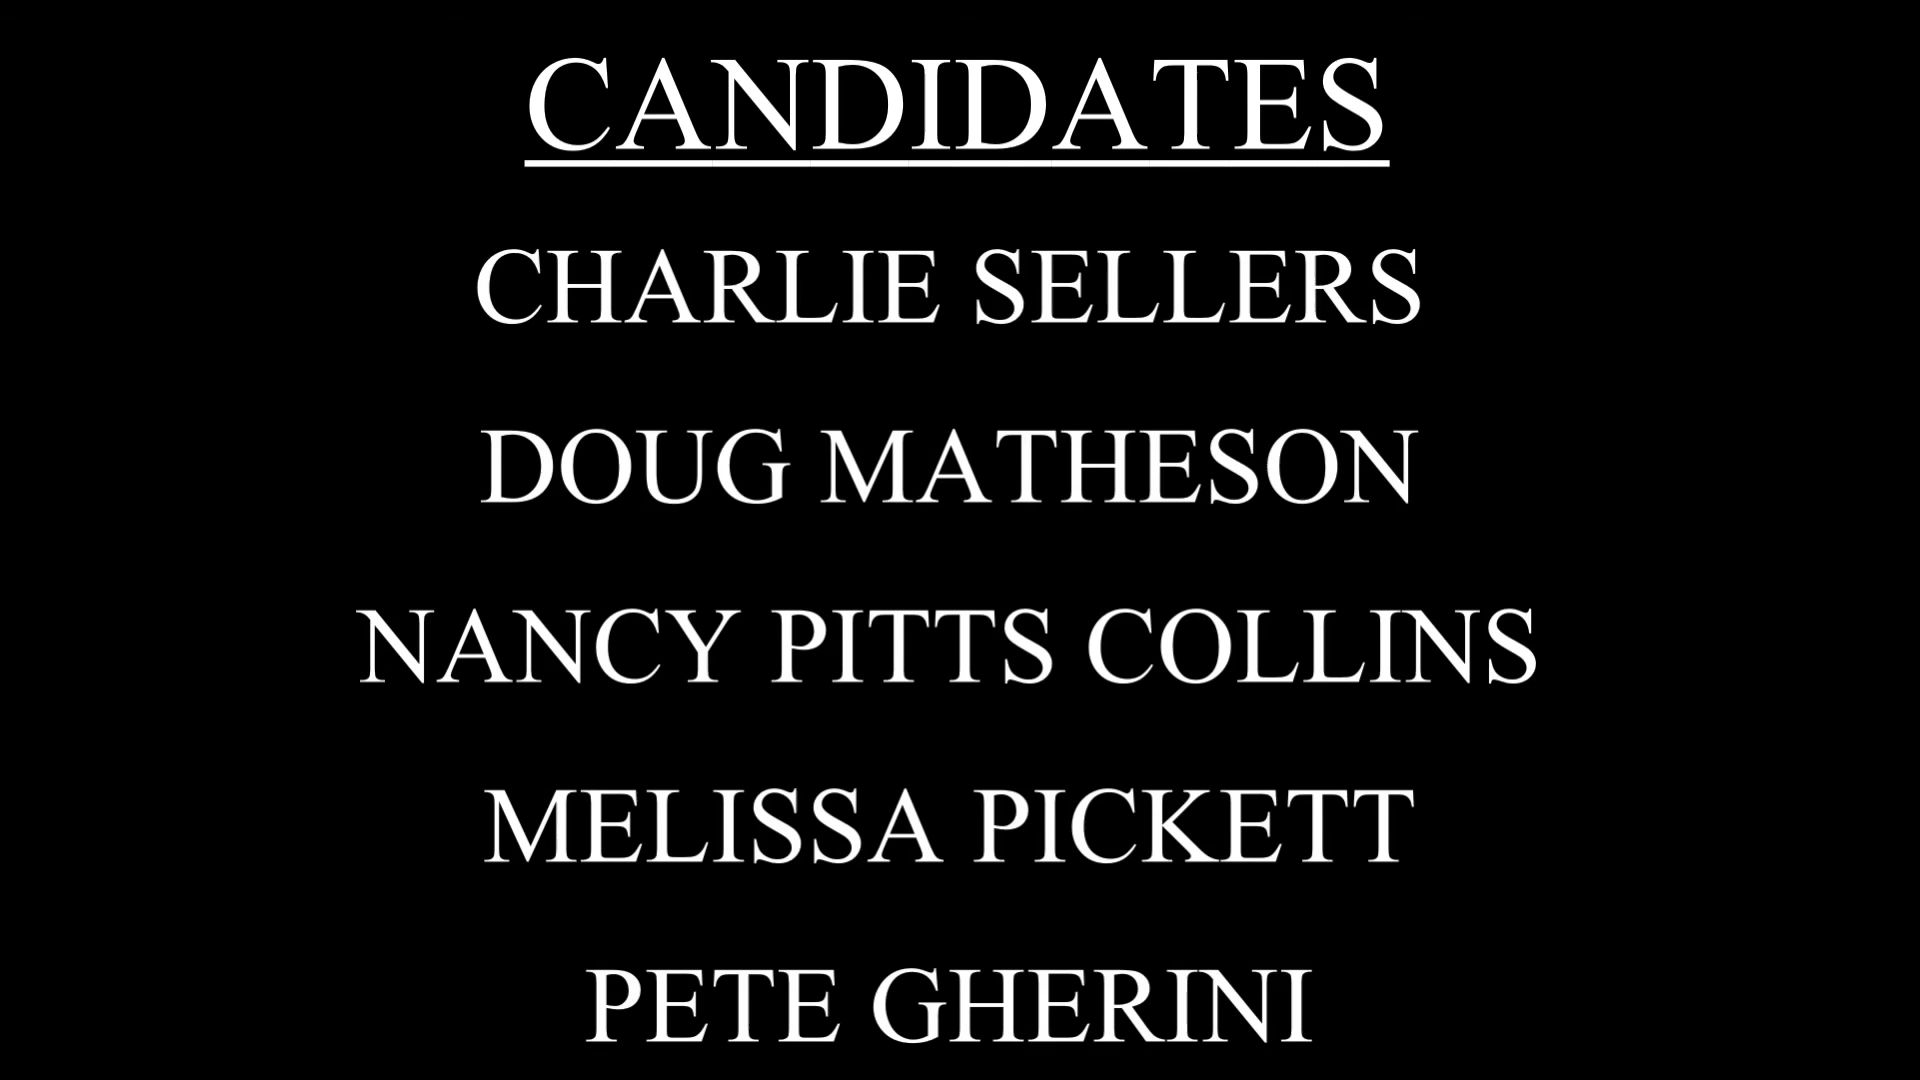 CANDIDATES
CHARLIE SELLERS
DOUG MATHESON
NANCY PITTS COLLINS
MELISSA PICKETT
PETE GHERINI